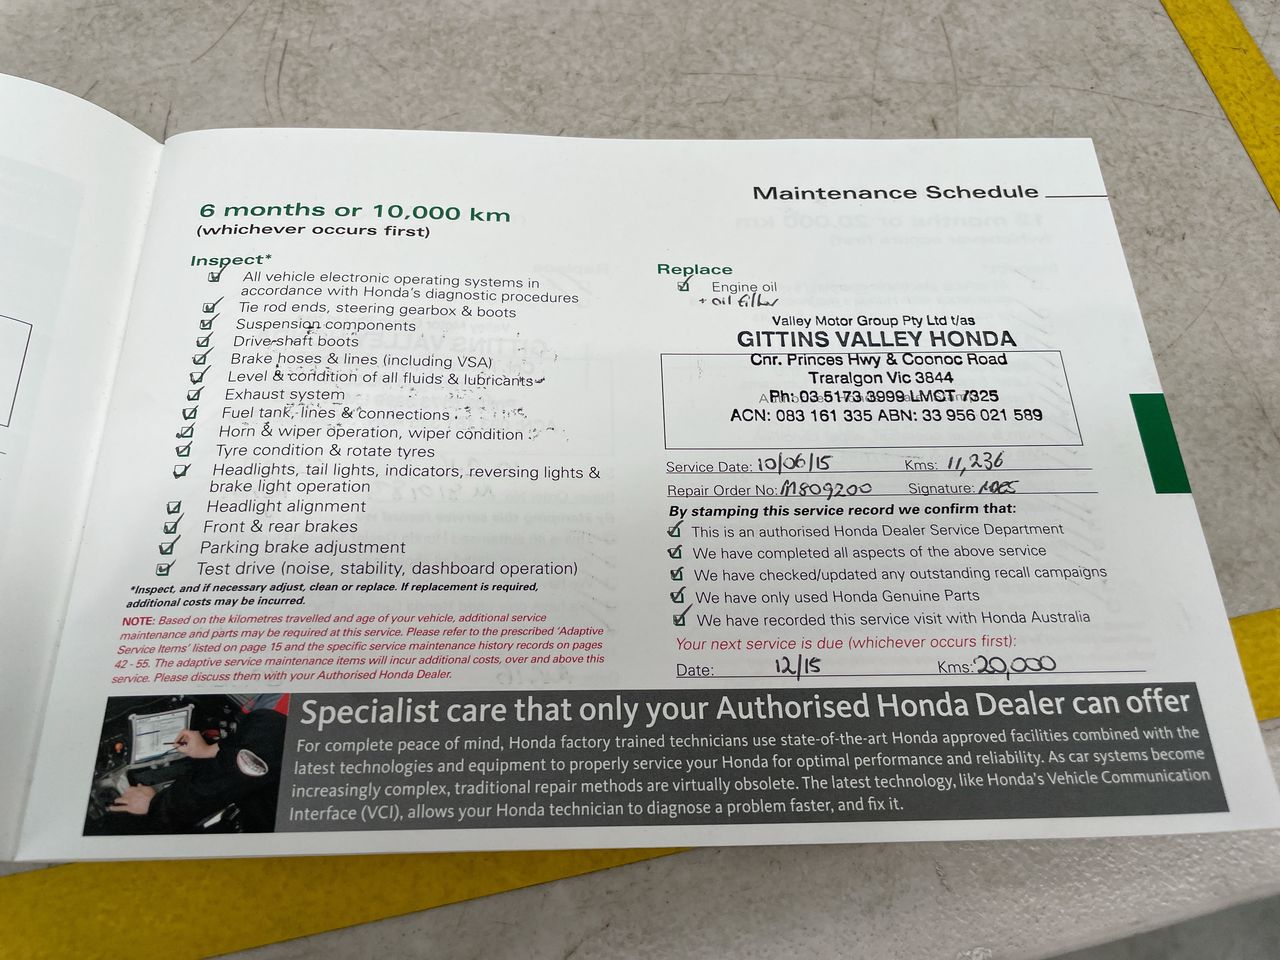 Maintenance Schedule
6 months or 10,000 km
(whichever occurs first)
Inspect*
All vehicle electronic operating systems in
accordance with Honda's diagnostic procedures
Tie rod ends, steering gearbox & boots
Suspension components
Drive shaft boots
Brake hoses & lines (including VSA)
Level & condition of all fluids & lubricants
Exhaust system
Fuel tank, lines & connections
Horn & wiper operation, wiper condition
Tyre condition & rotate tyres
Headlights, tail lights, indicators, reversing lights &
brake light operation
Headlight alignment
Front & rear brakes
Parking brake adjustment
Test drive (noise, stability, dashboard operation)
*Inspect, and if necessary adjust, clean or replace. If replacement is required,
additional costs may be incurred.
NOTE: Based on the kilometres travelled and age of your vehicle, additional service
maintenance and parts may be required at this service. Please refer to the prescribed 'Adaptive
Service Items' listed on page 15 and the specific service maintenance history records on pages
42 - 55. The adaptive service maintenance items will incur additional costs, over and above this
service. Please discuss them with your Authorised Honda Dealer.
Replace
Engine oil
+ oil filter
Valley Motor Group Pty Ltd t/as
GITTINS VALLEY HONDA
Cnr. Princes Hwy & Coonoc Road
Traralgon Vic 3844
Ph: 03 5173 3999 LMCT 7325
ACN: 083 161 335 ABN: 33 956 021 589
Service Date: 10/06/15 Kms: 11,236
Repair Order No: M809200 Signature:
By stamping this service record we confirm that:
This is an authorised Honda Dealer Service Department
We have completed all aspects of the above service
We have checked/updated any outstanding recall campaigns
We have only used Honda Genuine Parts
We have recorded this service visit with Honda Australia
Your next service is due (whichever occurs first):
Date: 12/15 Kms: 20,000
Specialist care that only your Authorised Honda Dealer can offer
For complete peace of mind, Honda factory trained technicians use state-of-the-art Honda approved facilities combined with the
latest technologies and equipment to properly service your Honda for optimal performance and reliability. As car systems become
increasingly complex, traditional repair methods are virtually obsolete. The latest technology, like Honda's Vehicle Communication
Interface (VCI), allows your Honda technician to diagnose a problem faster, and fix it.